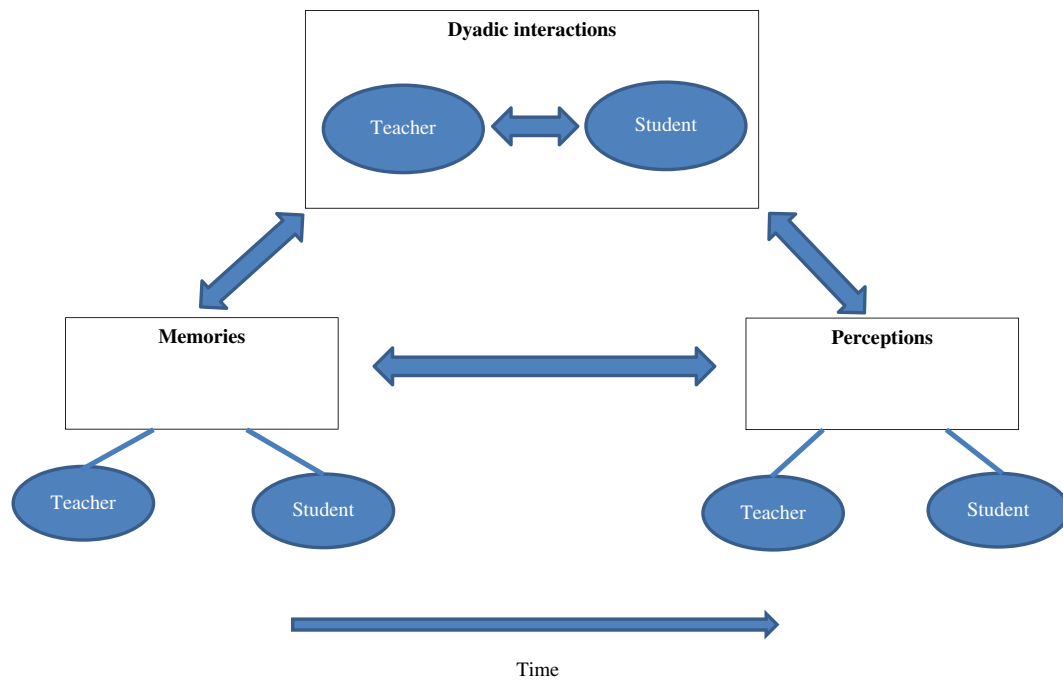 Dyadic interactions
Teacher
Student
Memories
Perceptions
Teacher
Student
Teacher
Student
Time